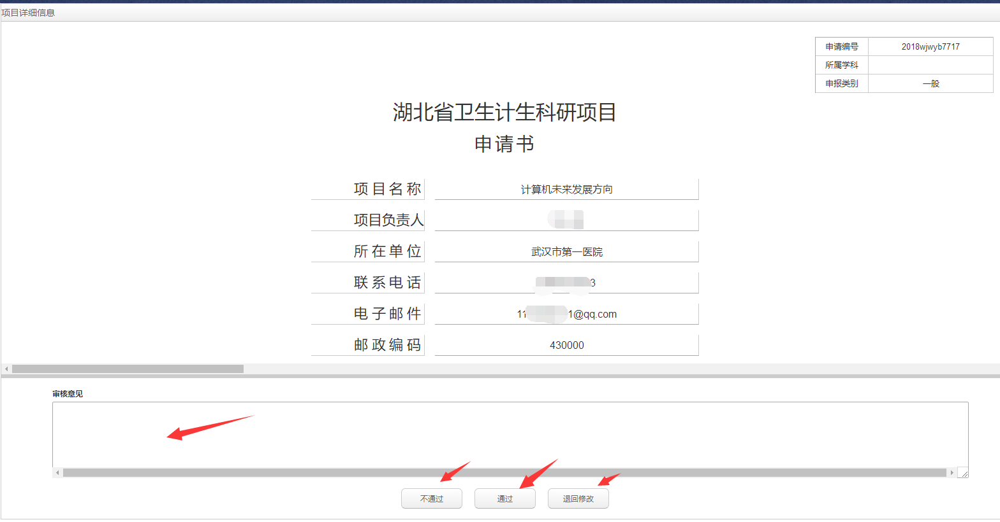 项目详细信息
申请编号 2018wjwyb7717
所属学科
申报类别 一般
湖北省卫生计生科研项目
申请书
项目名称 计算机未来发展方向
项目负责人
所在单位 武汉市第一医院
联系电话 3
电子邮件 11 1@qq.com
邮政编码 430000
审核意见
不通过 通过 退回修改